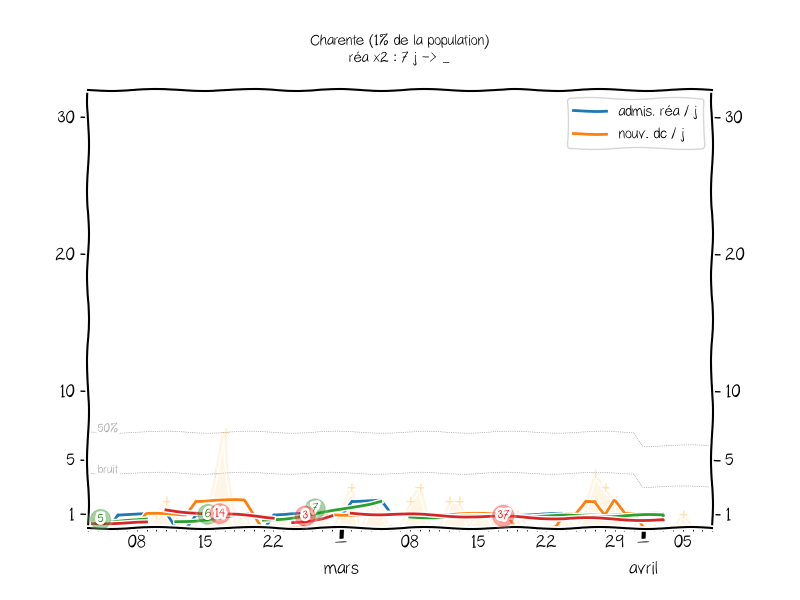 Charente (1% de la population)
réa x2 : 7 j -> _
30 30
admis. réa / j
nouv. dc / j
20 20
10 10
50%
5 5
bruit
1 1
5 6 14 3 7 37
08 15 22 08 15 22 29 05
mars avril